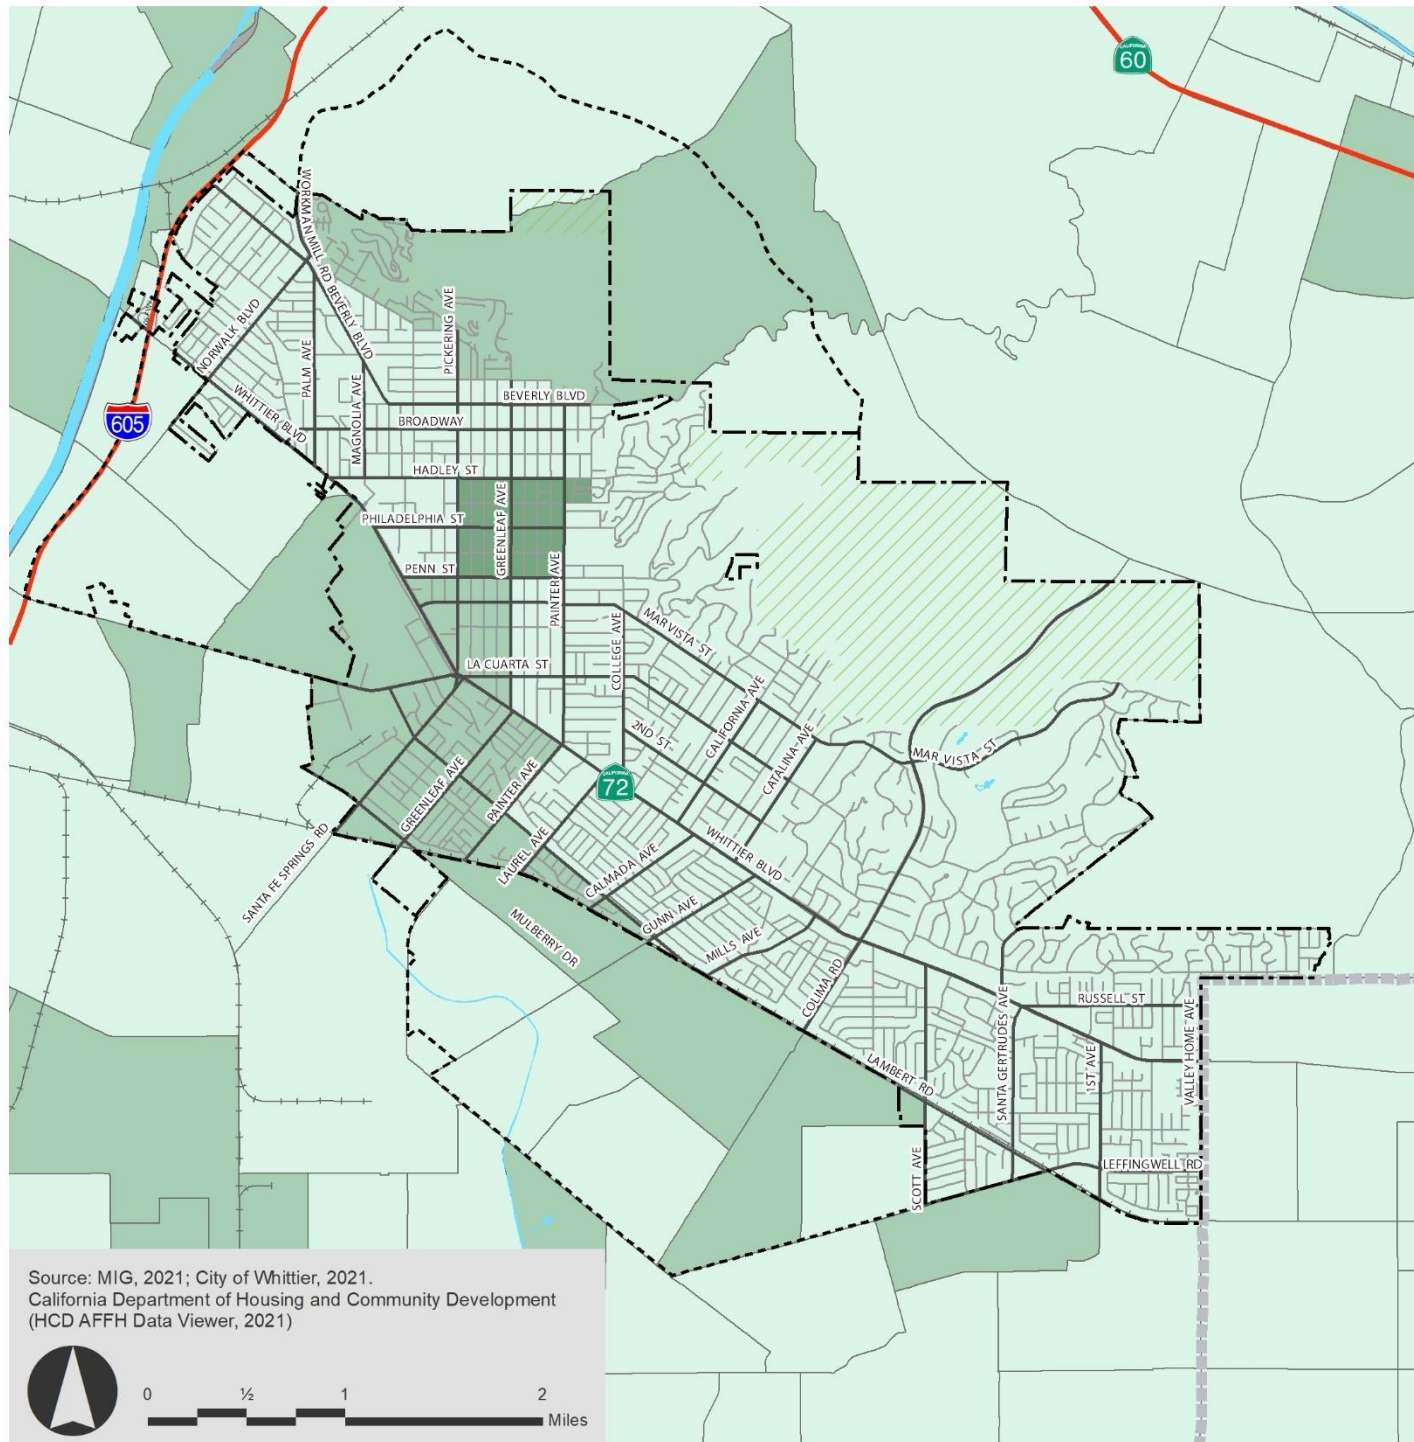 CALIFORNIA
60
WORKMAN MILL RD
BEVERLY BLVD
PICKERING AVE
NORWALK BLVD
PALM AVE
MAGNOLIA AVE
WHITTIER BLVD
BEVERLY BLVD
BROADWAY
605
HADLEY ST
GREENLEAF AVE
PHILADELPHIA ST
PENN ST
PAINTER AVE
COLLEGE AVE
MAR VISTA ST
LA CUARTA ST
CALIFORNIA AVE
2ND ST
CATALINA AVE
MAR VISTA ST
CALIFORNIA
72
GREENLEAF AVE
PAINTER AVE
WHITTIER BLVD
SANTA FE SPRINGS RD
LAUREL AVE
CALMADA AVE
GUNN AVE
MULBERRY DR
MILLS AVE
COLIMA RD
SANTA GERTRUDES AVE
RUSSELL ST
VALLEY HOME AVE
1ST AVE
LAMBERT RD
SCOTT AVE
LEFFINGWELL RD
Source: MIG, 2021; City of Whittier, 2021.
California Department of Housing and Community Development
(HCD AFFH Data Viewer, 2021)
0 ½ 1 2
Miles